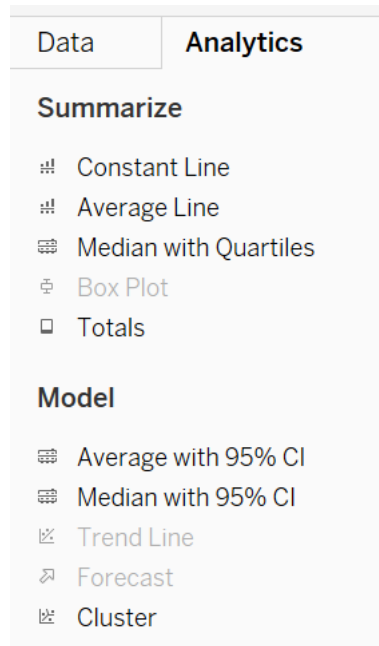 Data Analytics
Summarize
Constant Line
Average Line
Median with Quartiles
Box Plot
Totals
Model
Average with 95% CI
Median with 95% CI
Trend Line
Forecast
Cluster